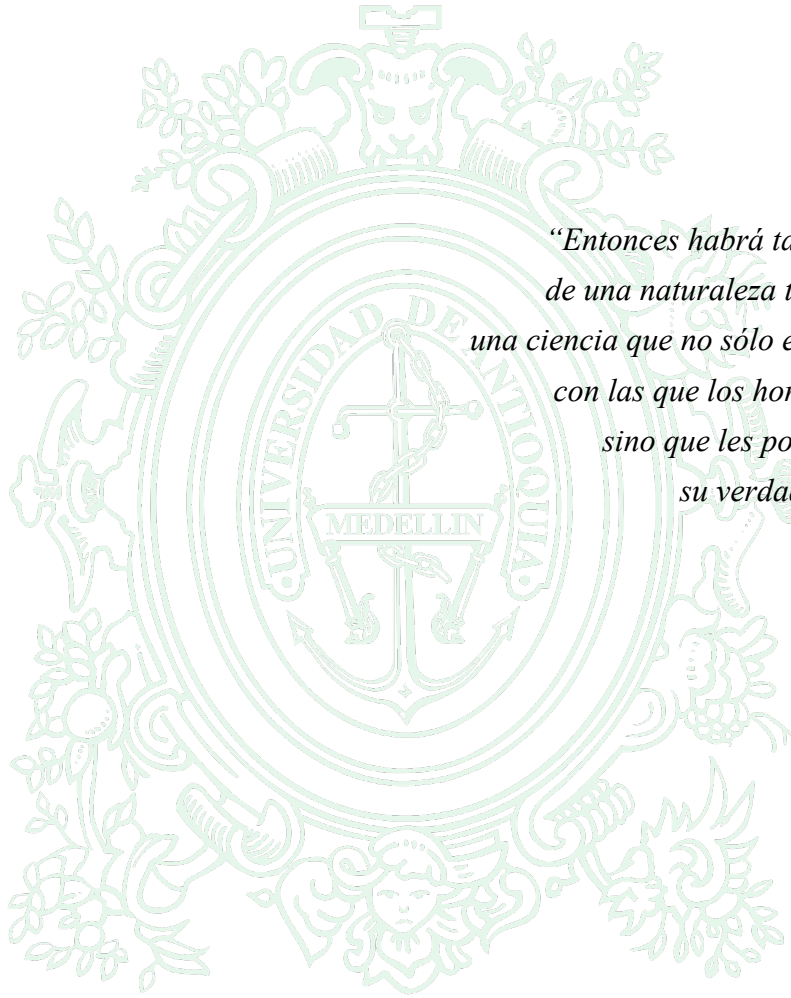 UNIVERSIDAD DE ANTIOQUIA
MEDELLIN
“Entonces habrá
de una naturaleza
una ciencia que no sólo
con las que los
sino que les
su